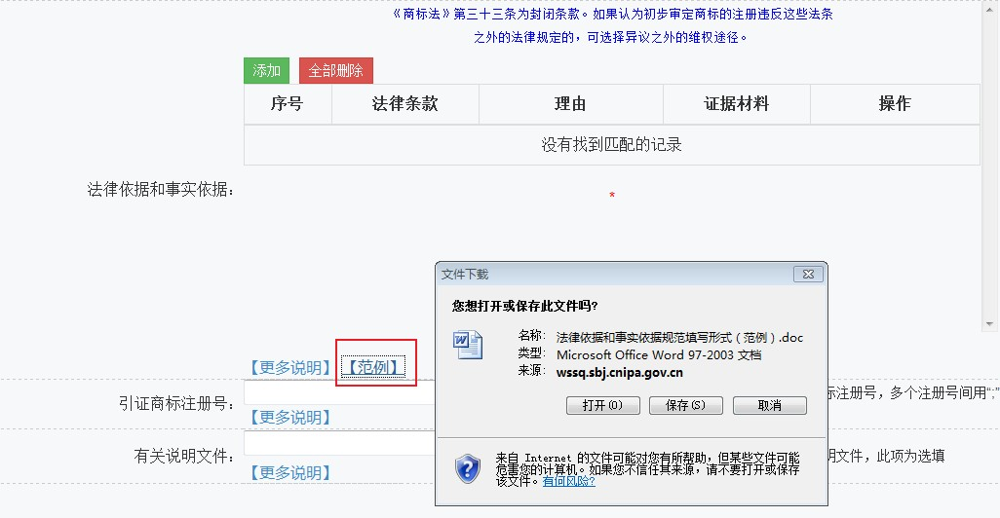 《商标法》第三十三条为封闭条款。如果认为初步审定商标的注册违反这些法条
之外的法律规定的，可选择异议之外的维权途径。
添加 全部删除
序号 法律条款 理由 证据材料 操作
没有找到匹配的记录
法律依据和事实依据：
*
【更多说明】 【范例】
引证商标注册号：
标注册号，多个注册号间用“;”
【更多说明】
有关说明文件：
明文件，此项为选填
【更多说明】
文件下载
您想打开或保存此文件吗?
名称： 法律依据和事实依据规范填写形式（范例）.doc
类型： Microsoft Office Word 97-2003 文档
来源： wssq.sbj.cnipa.gov.cn
打开(O) 保存(S) 取消
来自 Internet 的文件可能对您有所帮助，但某些文件可能
危害您的计算机。如果您不信任其来源，请不要打开或保存
该文件。有何风险?